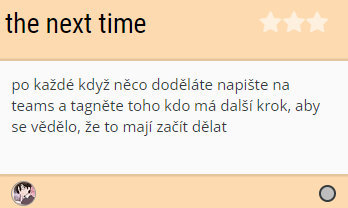 the next time
po každé když něco doděláte napište na
teams a tagněte toho kdo má další krok, aby
se vědělo, že to mají začít dělat